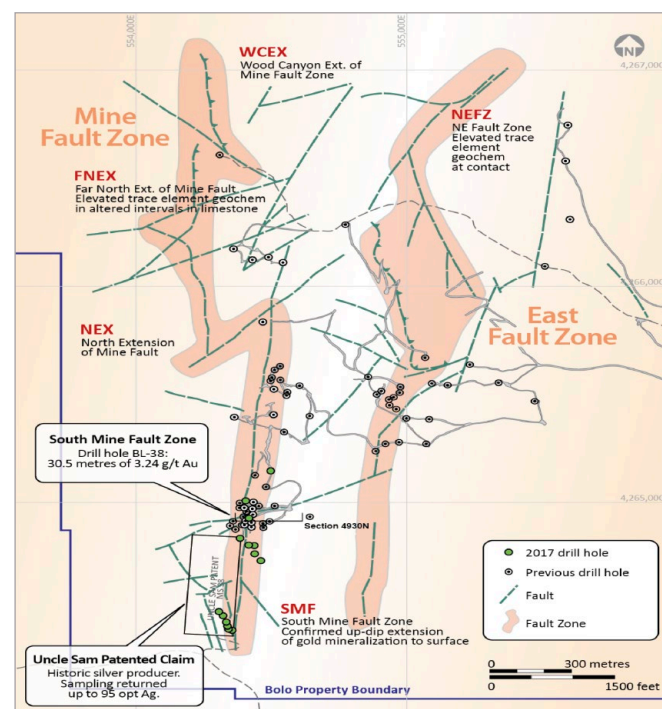 554,000E
555,000E
N
4,267,000
WCEX
Wood Canyon Ext. of
Mine Fault Zone
Mine
Fault Zone
NEFZ
NE Fault Zone
Elevated trace
element
geochem
at contact
FNEX
Far North Ext. of Mine Fault
Elevated trace element geochem
in altered intervals in limestone
4,266,000
East
Fault Zone
NEX
North Extension
of Mine Fault
South Mine Fault Zone
Drill hole BL-38:
30.5 metres of 3.24 g/t Au
4,265,000
Section 4930N
UNCLE SAM PATENT
2017 drill hole
Previous drill hole
Fault
Fault Zone
SMF
South Mine Fault Zone
Confirmed up-dip extension
of gold mineralization to surface
Uncle Sam Patented Claim
Historic silver producer.
Sampling returned
up to 95 opt Ag.
Bolo Property Boundary
0 300 metres
0 1500 feet